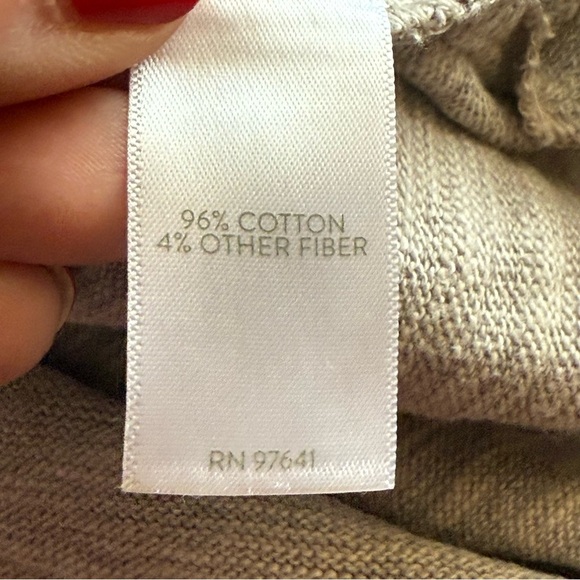 96% COTTON
4% OTHER FIBER
RN 97641